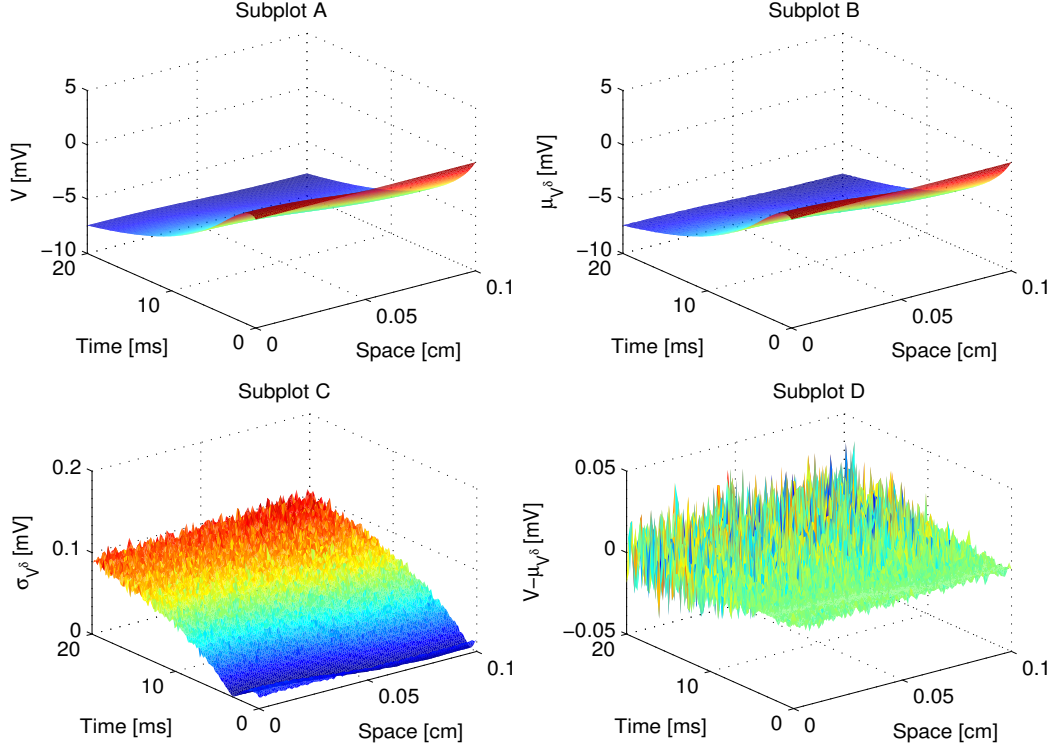 Subplot A
Subplot B
5
0
−5
−10
V [mV]
20
10
0
Time [ms]
0
0.05
0.1
Space [cm]
5
0
−5
−10
μVδ [mV]
20
10
0
Time [ms]
0
0.05
0.1
Space [cm]
Subplot C
Subplot D
0.2
0.1
0
σVδ [mV]
20
10
0
Time [ms]
0
0.05
0.1
Space [cm]
0.05
0
−0.05
V−μVδ [mV]
20
10
0
Time [ms]
0
0.05
0.1
Space [cm]